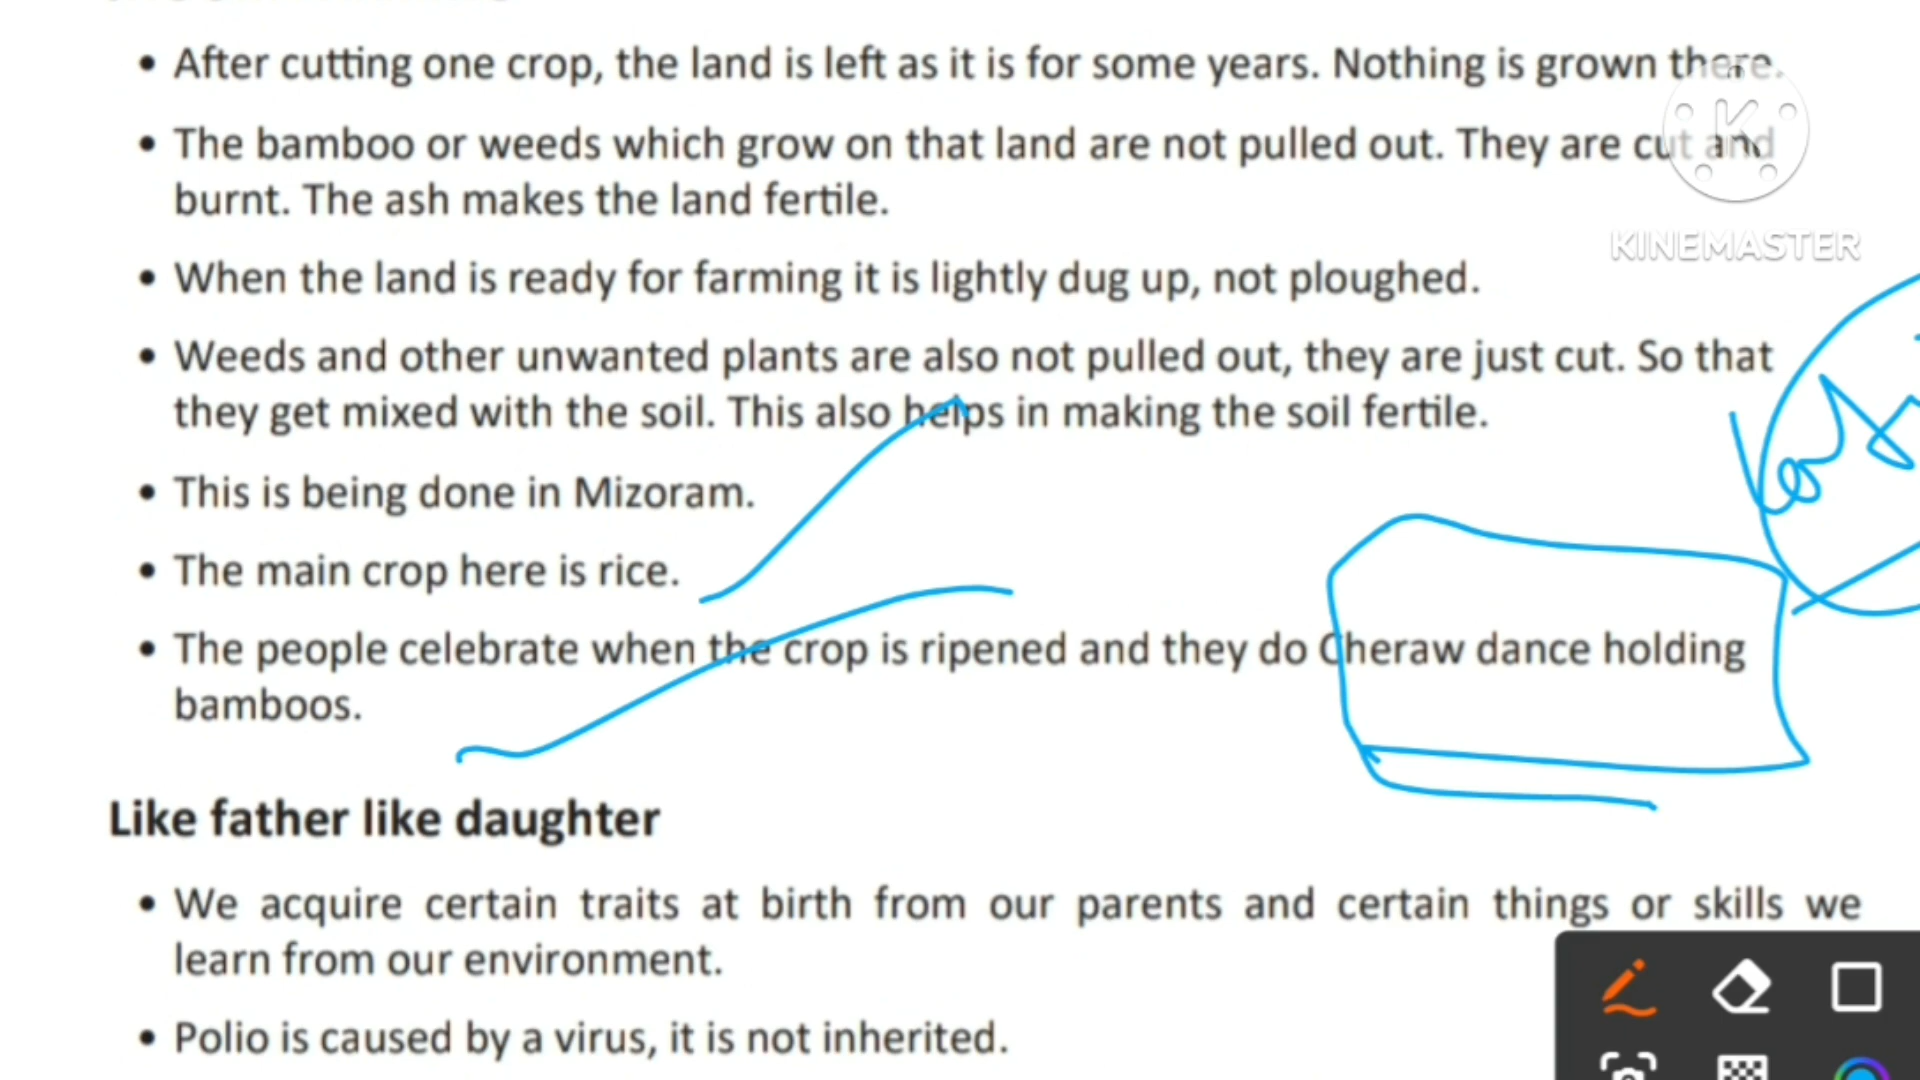 • After cutting one crop, the land is left as it is for some years. Nothing is grown there.
• The bamboo or weeds which grow on that land are not pulled out. They are cut and
burnt. The ash makes the land fertile.
KINEMASTER
• When the land is ready for farming it is lightly dug up, not ploughed.
• Weeds and other unwanted plants are also not pulled out, they are just cut. So that
they get mixed with the soil. This also helps in making the soil fertile.
• This is being done in Mizoram.
• The main crop here is rice.
• The people celebrate when the crop is ripened and they do Cheraw dance holding
bamboos.
Like father like daughter
• We acquire certain traits at birth from our parents and certain things or skills we
learn from our environment.
• Polio is caused by a virus, it is not inherited.